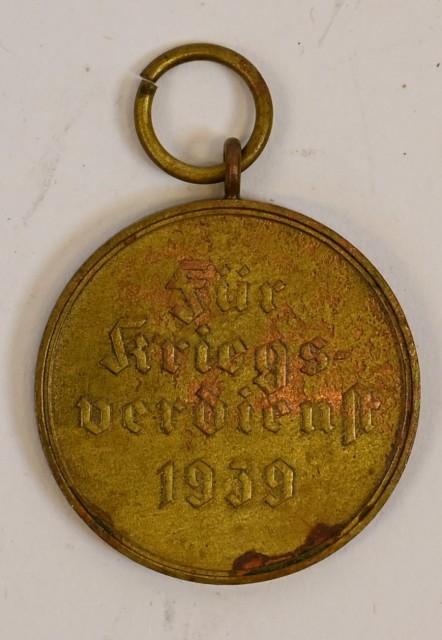 Für
Kriegs-
verdienst
1939